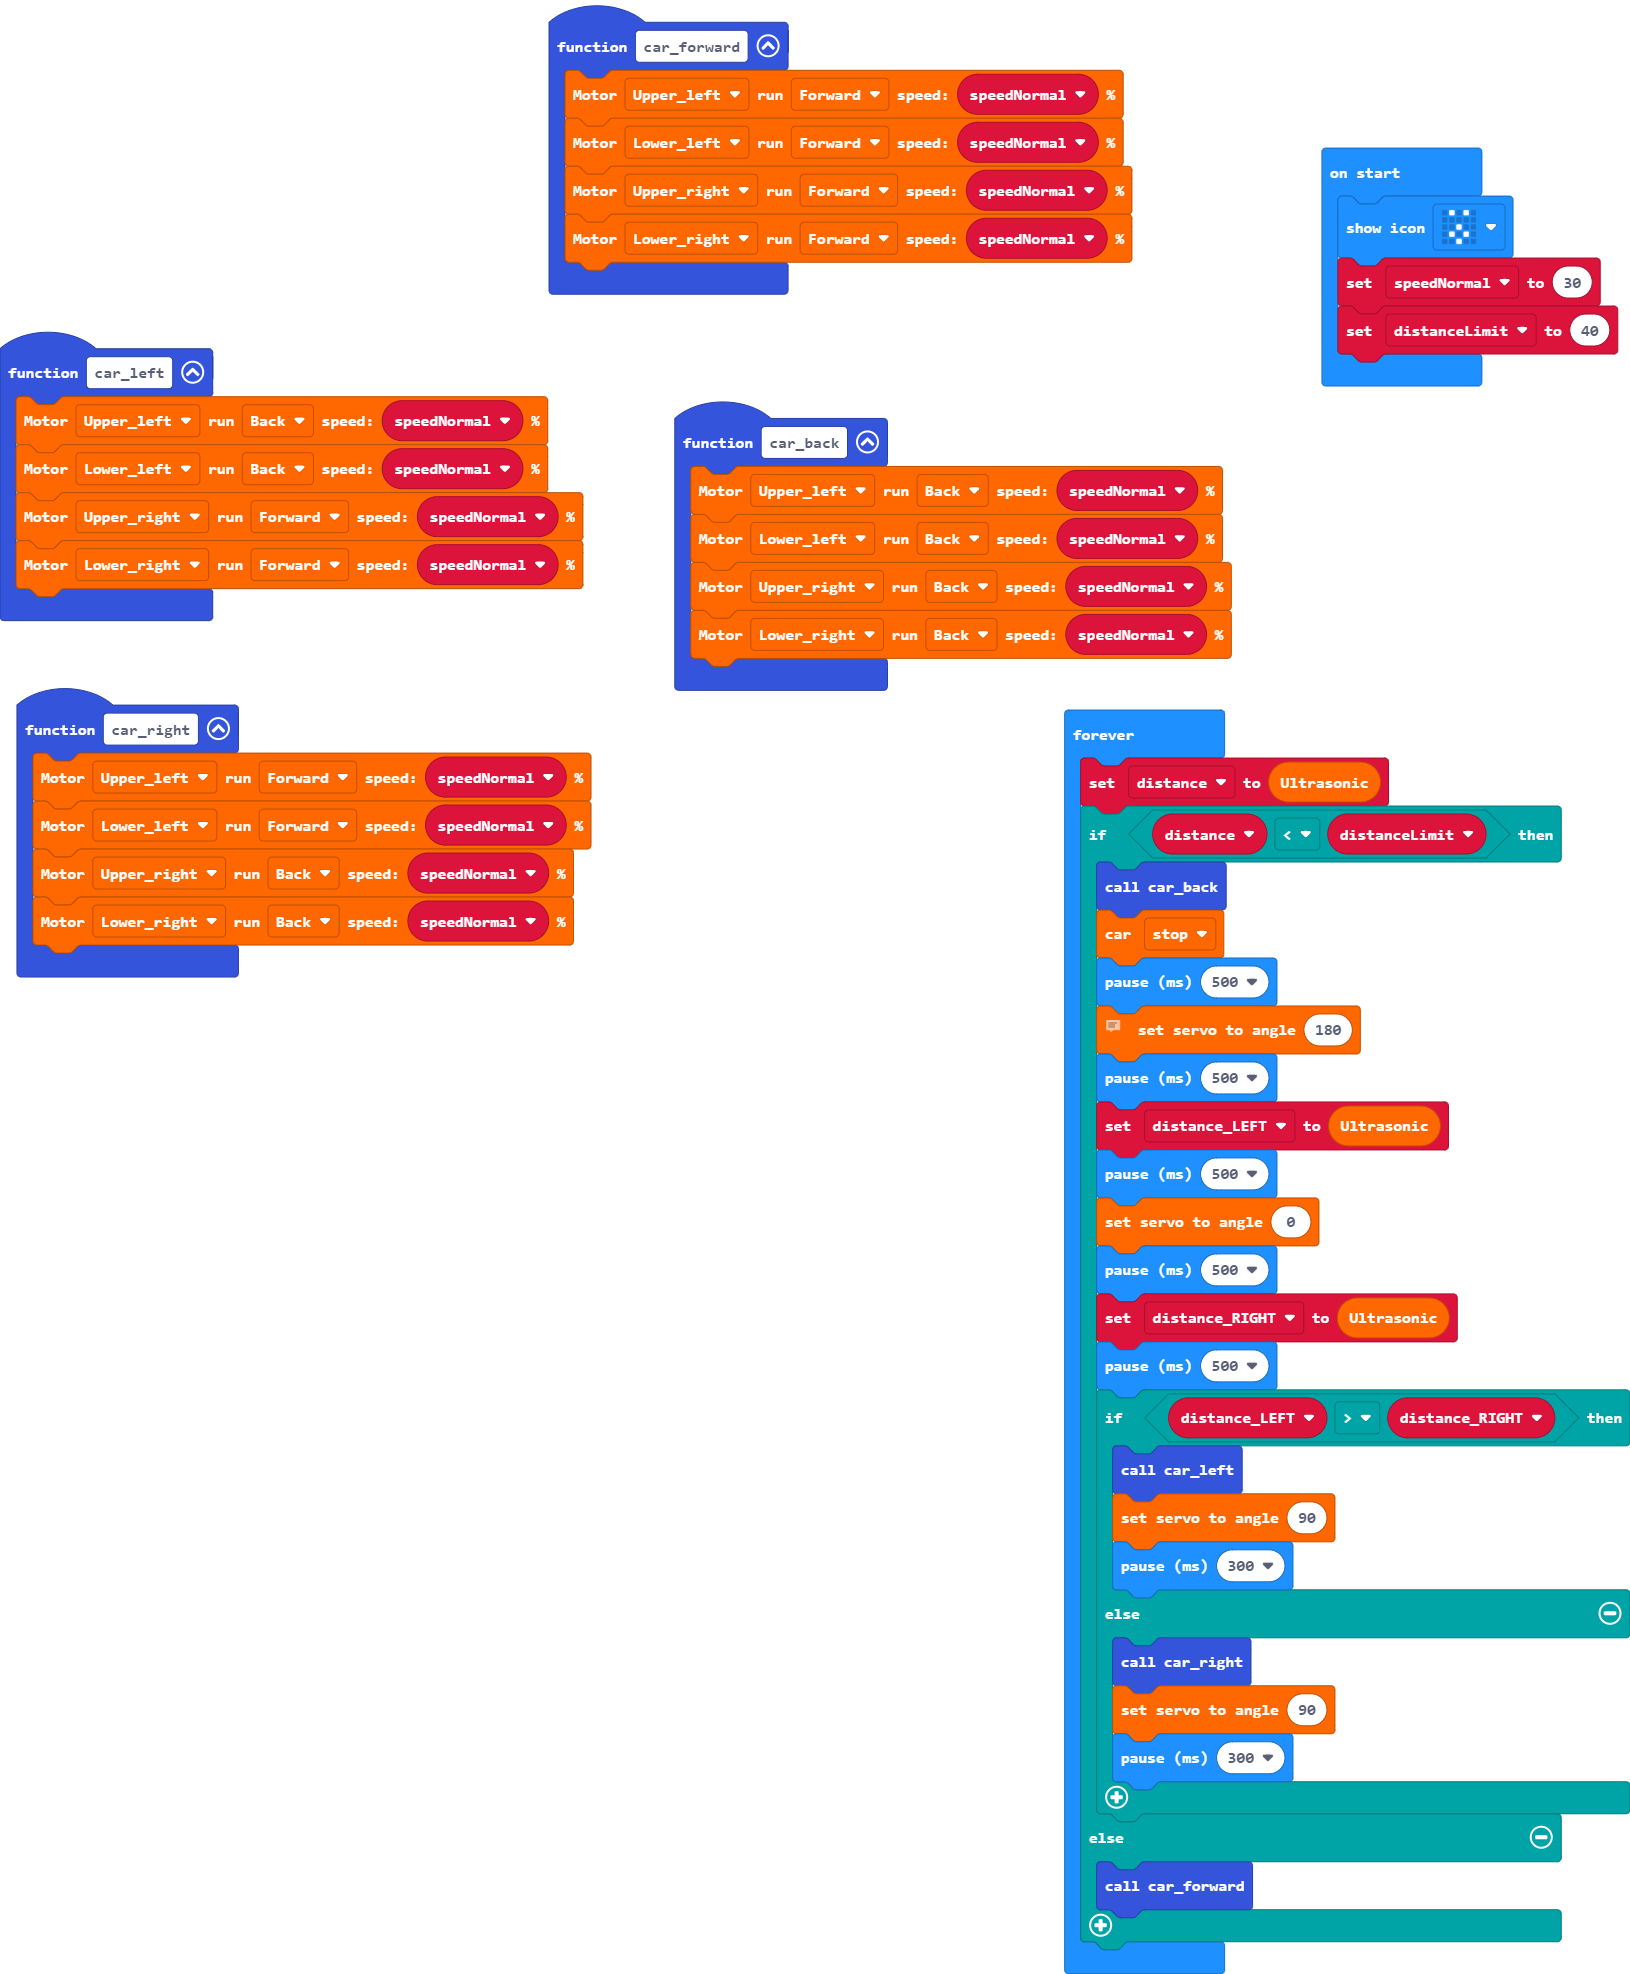 function car_forward
Motor Upper_left run Forward speed: speedNormal %
Motor Lower_left run Forward speed: speedNormal %
Motor Upper_right run Forward speed: speedNormal %
Motor Lower_right run Forward speed: speedNormal %
on start
show icon
set speedNormal to 30
set distanceLimit to 40
function car_left
Motor Upper_left run Back speed: speedNormal %
Motor Lower_left run Back speed: speedNormal %
Motor Upper_right run Forward speed: speedNormal %
Motor Lower_right run Forward speed: speedNormal %
function car_back
Motor Upper_left run Back speed: speedNormal %
Motor Lower_left run Back speed: speedNormal %
Motor Upper_right run Back speed: speedNormal %
Motor Lower_right run Back speed: speedNormal %
function car_right
Motor Upper_left run Forward speed: speedNormal %
Motor Lower_left run Forward speed: speedNormal %
Motor Upper_right run Back speed: speedNormal %
Motor Lower_right run Back speed: speedNormal %
forever
set distance to Ultrasonic
if distance < distanceLimit then
call car_back
car stop
pause (ms) 500
set servo to angle 180
pause (ms) 500
set distance_LEFT to Ultrasonic
pause (ms) 500
set servo to angle 0
pause (ms) 500
set distance_RIGHT to Ultrasonic
pause (ms) 500
if distance_LEFT > distance_RIGHT then
call car_left
set servo to angle 90
pause (ms) 300
else
call car_right
set servo to angle 90
pause (ms) 300
else
call car_forward